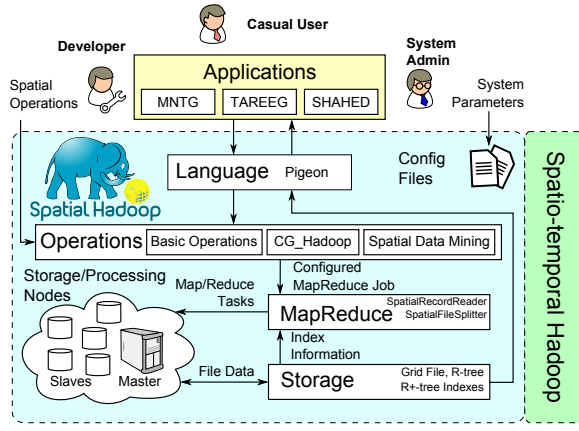 Casual User
Developer
System
Admin
Applications
MNTG
TAREEG
SHAHED
Spatial
Operations
System
Parameters
Language
Pigeon
Config
Files
Spatial Hadoop
Operations
Basic Operations
CG_Hadoop
Spatial Data Mining
Storage/Processing
Nodes
Map/Reduce
Tasks
Configured
MapReduce Job
MapReduce
SpatialRecordReader
SpatialFileSplitter
Index
Information
Slaves
Master
File Data
Storage
Grid File, R-tree
R+-tree Indexes
Spatio-temporal Hadoop